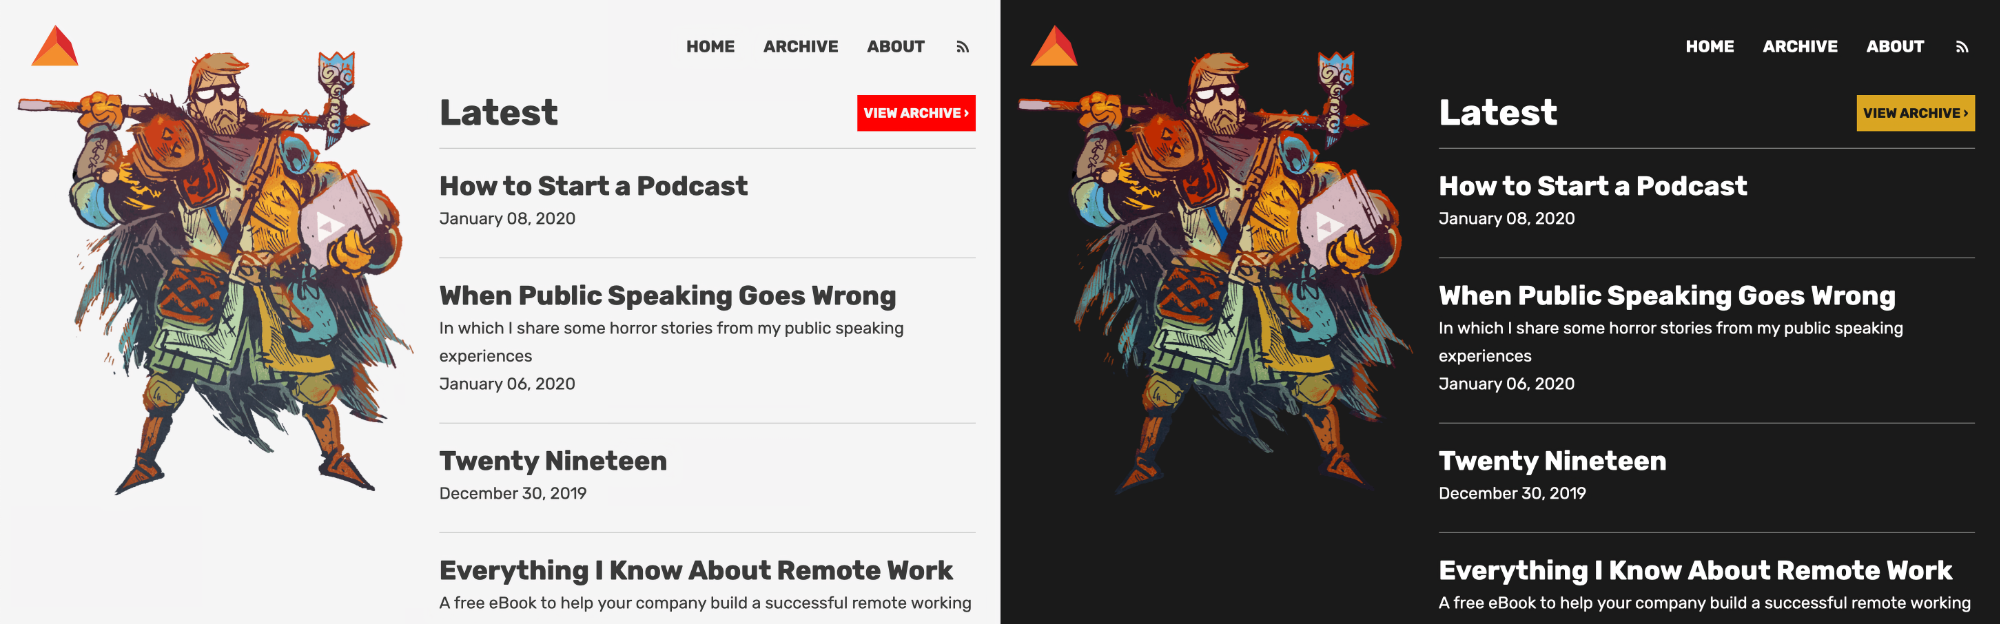 HOME ARCHIVE ABOUT
Latest
VIEW ARCHIVE ›
How to Start a Podcast
January 08, 2020
When Public Speaking Goes Wrong
In which I share some horror stories from my public speaking
experiences
January 06, 2020
Twenty Nineteen
December 30, 2019
Everything I Know About Remote Work
A free eBook to help your company build a successful remote working
HOME ARCHIVE ABOUT
Latest
VIEW ARCHIVE ›
How to Start a Podcast
January 08, 2020
When Public Speaking Goes Wrong
In which I share some horror stories from my public speaking
experiences
January 06, 2020
Twenty Nineteen
December 30, 2019
Everything I Know About Remote Work
A free eBook to help your company build a successful remote working